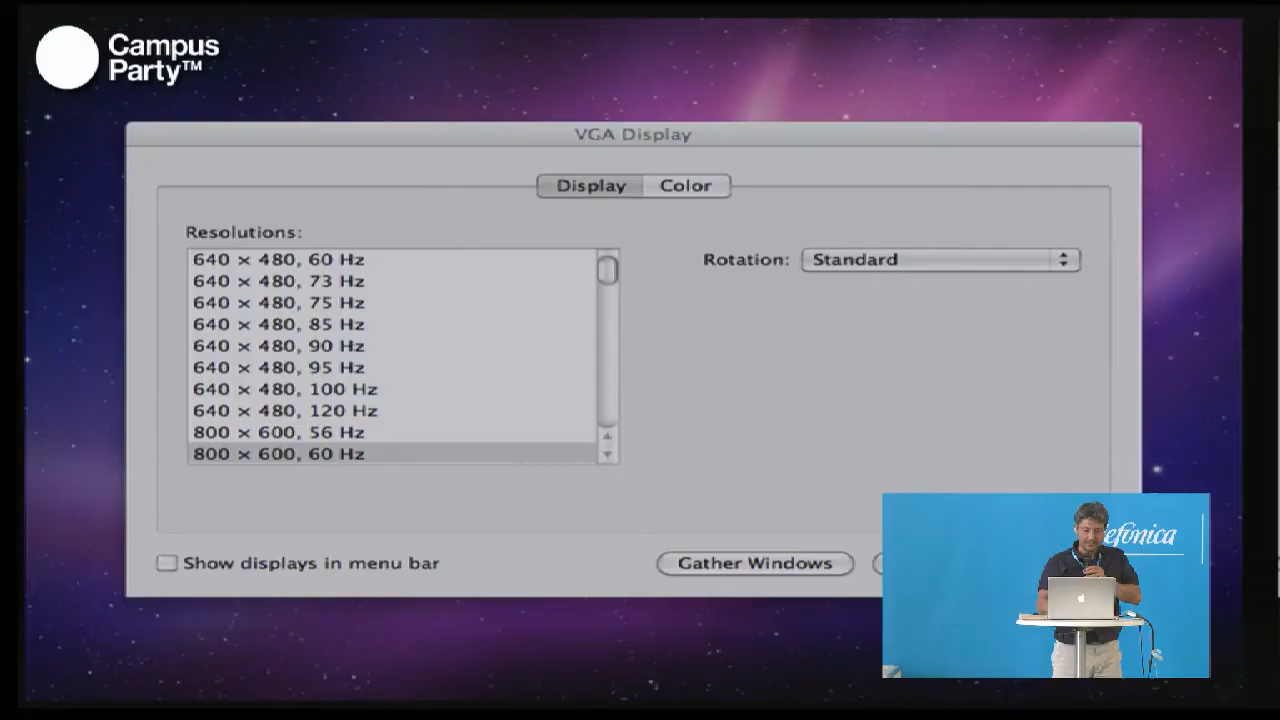 Campus
Party™
VGA Display
Display
Color
Resolutions:
640 × 480, 60 Hz
640 × 480, 73 Hz
640 × 480, 75 Hz
640 × 480, 85 Hz
640 × 480, 90 Hz
640 × 480, 95 Hz
640 × 480, 100 Hz
640 × 480, 120 Hz
800 × 600, 56 Hz
800 × 600, 60 Hz
Rotation:
Standard
Show displays in menu bar
Gather Windows
elefónica